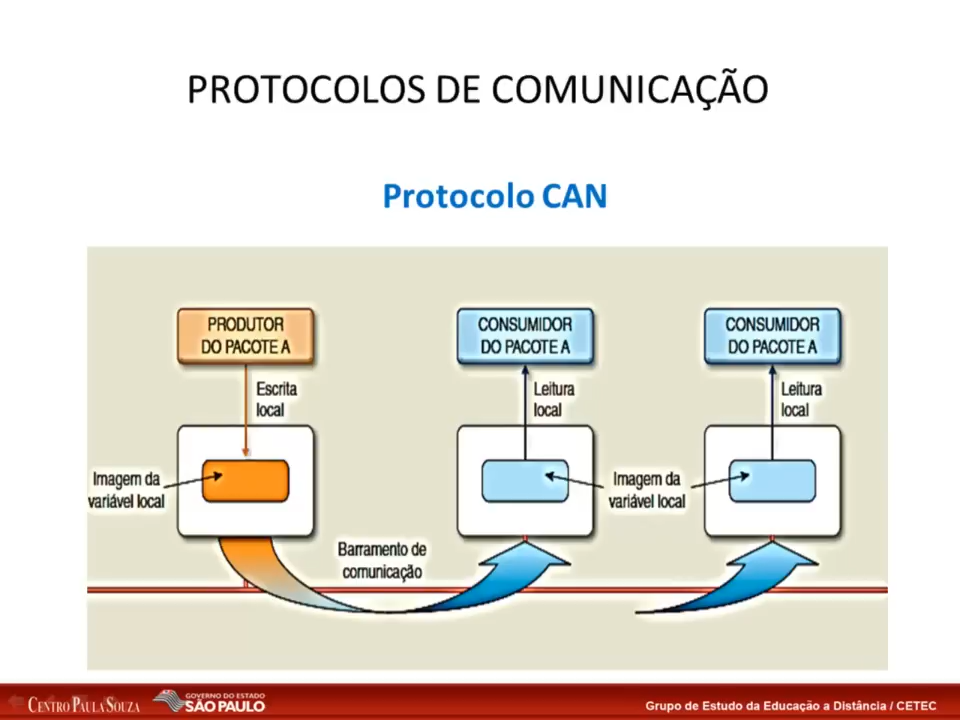 PROTOCOLOS DE COMUNICAÇÃO
Protocolo CAN
PRODUTOR
DO PACOTE A
CONSUMIDOR
DO PACOTE A
CONSUMIDOR
DO PACOTE A
Escrita
local
Leitura
local
Leitura
local
Imagem da
variável local
Imagem da
variável local
Barramento de
comunicação
CENTRO PAULA SOUZA
GOVERNO DO ESTADO
SÃO PAULO
Grupo de Estudo da Educação a Distância / CETEC